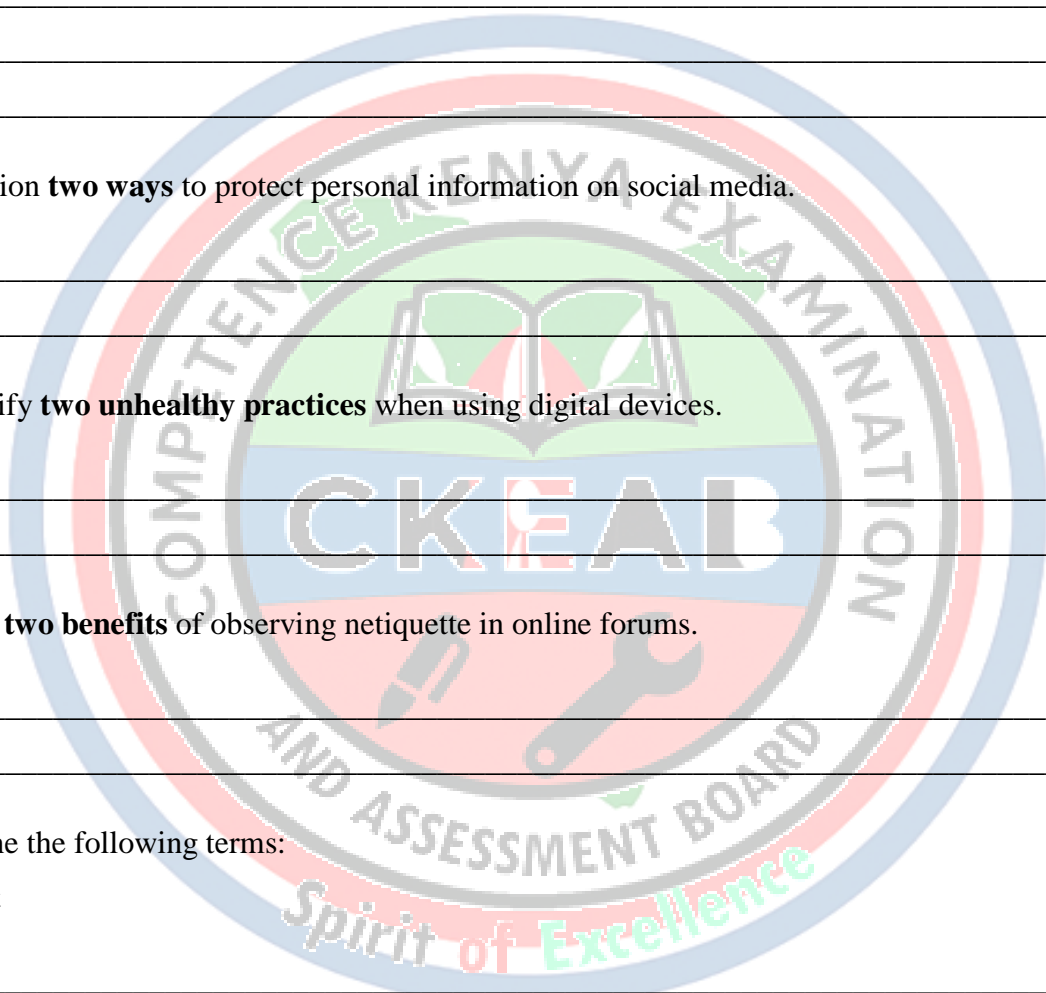 ion two ways to protect personal information on social media.
ify two unhealthy practices when using digital devices.
two benefits of observing netiquette in online forums.
ne the following terms:
COMPETENCE KENYA EXAMINATION
AND ASSESSMENT BOARD
CKEAB
Spirit of Excellence